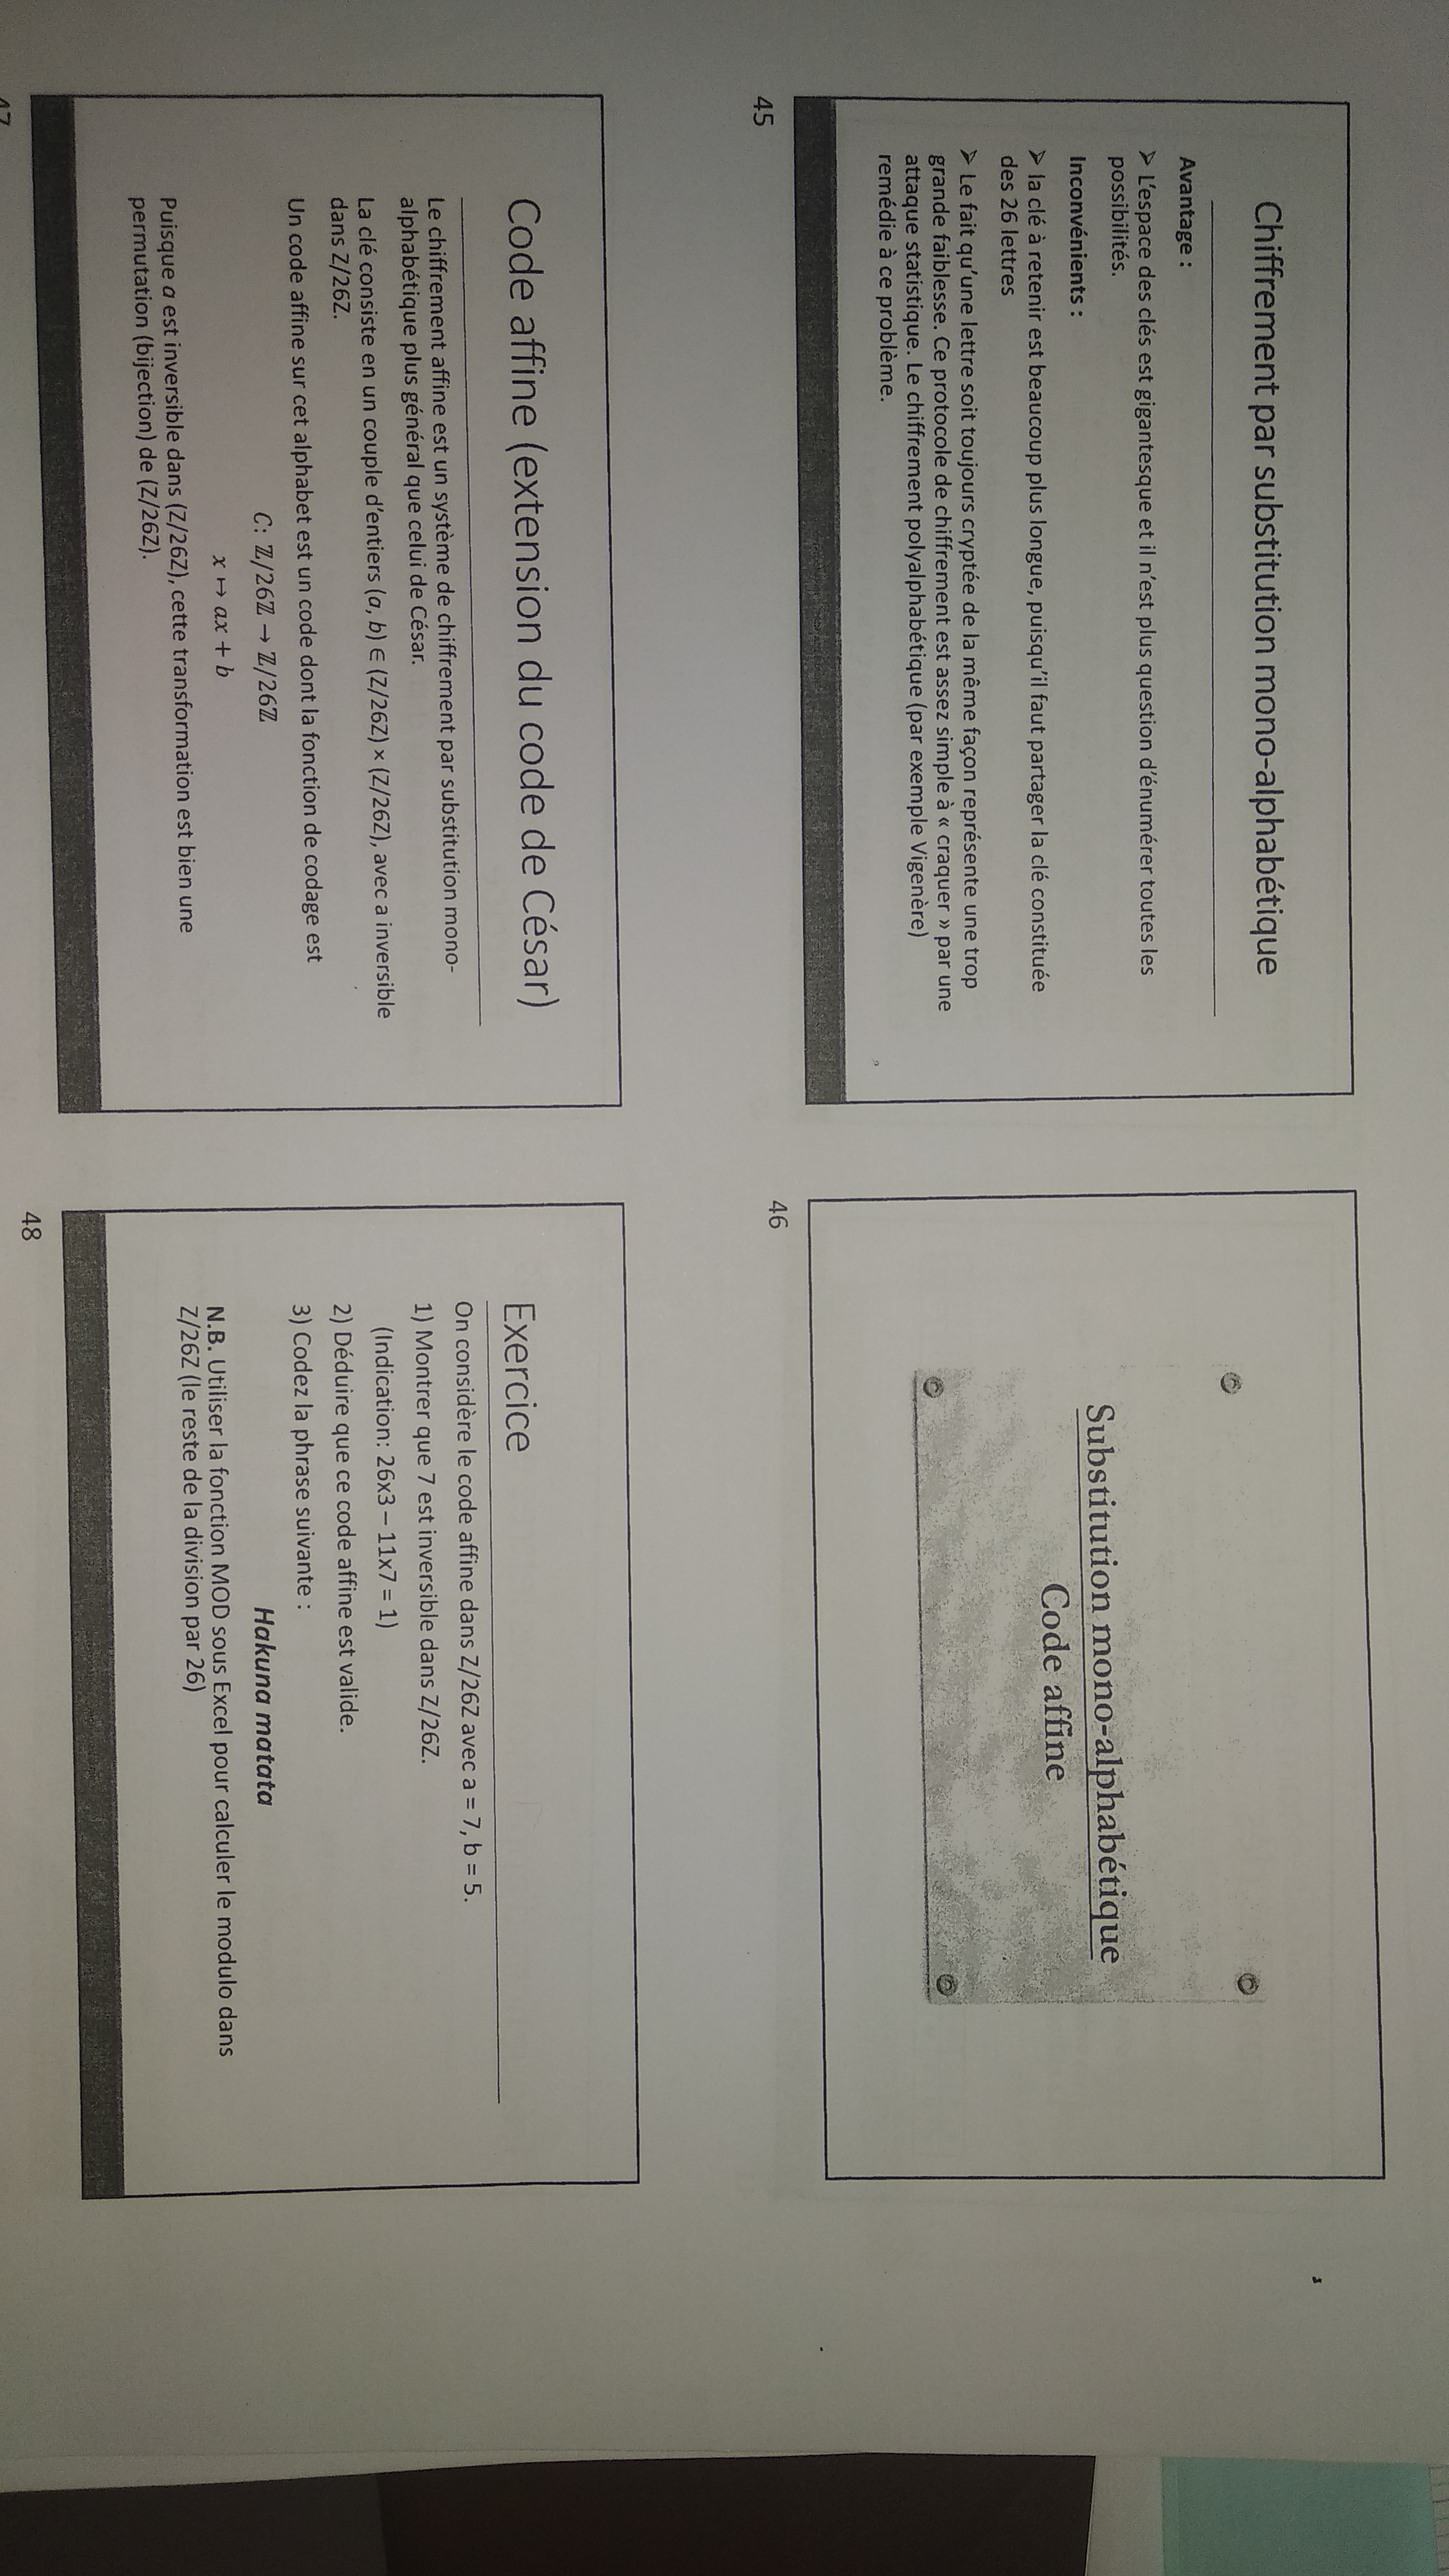 Chiffrement par substitution mono-alphabétique
Avantage :
➢ L'espace des clés est gigantesque et il n'est plus question d'énumérer toutes les
possibilités.
Inconvénients :
➢ la clé à retenir est beaucoup plus longue, puisqu'il faut partager la clé constituée
des 26 lettres
➢ Le fait qu'une lettre soit toujours cryptée de la même façon représente une trop
grande faiblesse. Ce protocole de chiffrement est assez simple à « craquer » par une
attaque statistique. Le chiffrement polyalphabétique (par exemple Vigenère)
remédie à ce problème.
45
Substitution mono-alphabétique
Code affine
46
Code affine (extension du code de César)
Le chiffrement affine est un système de chiffrement par substitution mono-
alphabétique plus général que celui de César.
La clé consiste en un couple d'entiers (a, b) ∈ (Z/26Z) × (Z/26Z), avec a inversible
dans Z/26Z.
Un code affine sur cet alphabet est un code dont la fonction de codage est
C: ℤ/26ℤ → ℤ/26ℤ
x ↦ ax + b
Puisque a est inversible dans (Z/26Z), cette transformation est bien une
permutation (bijection) de (Z/26Z).
47
Exercice
On considère le code affine dans Z/26Z avec a = 7, b = 5.
1) Montrer que 7 est inversible dans Z/26Z.
(Indication: 26x3 – 11x7 = 1)
2) Déduire que ce code affine est valide.
3) Codez la phrase suivante :
Hakuna matata
N.B. Utiliser la fonction MOD sous Excel pour calculer le modulo dans
Z/26Z (le reste de la division par 26)
48